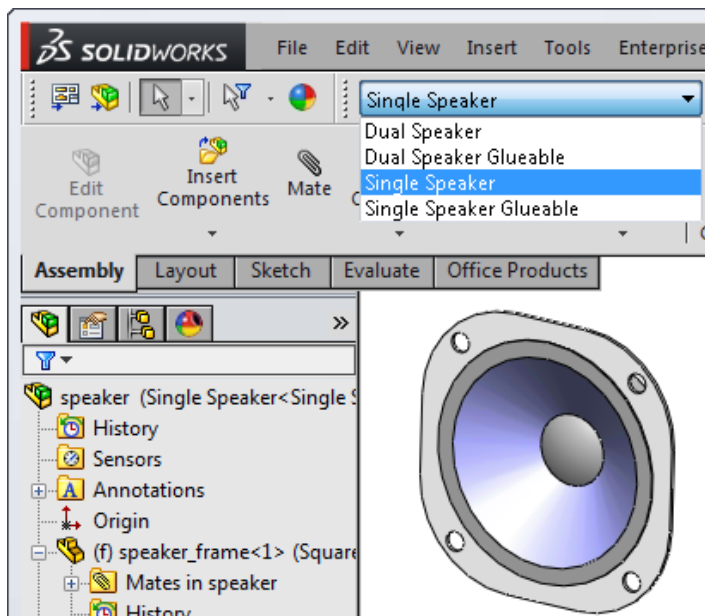 SOLIDWORKS File Edit View Insert Tools Enterprise
Single Speaker
Dual Speaker
Dual Speaker Glueable
Single Speaker
Single Speaker Glueable
Edit Component
Insert Components
Mate
Assembly Layout Sketch Evaluate Office Products
speaker (Single Speaker<Single S
History
Sensors
A Annotations
Origin
(f) speaker_frame<1> (Square
Mates in speaker
History